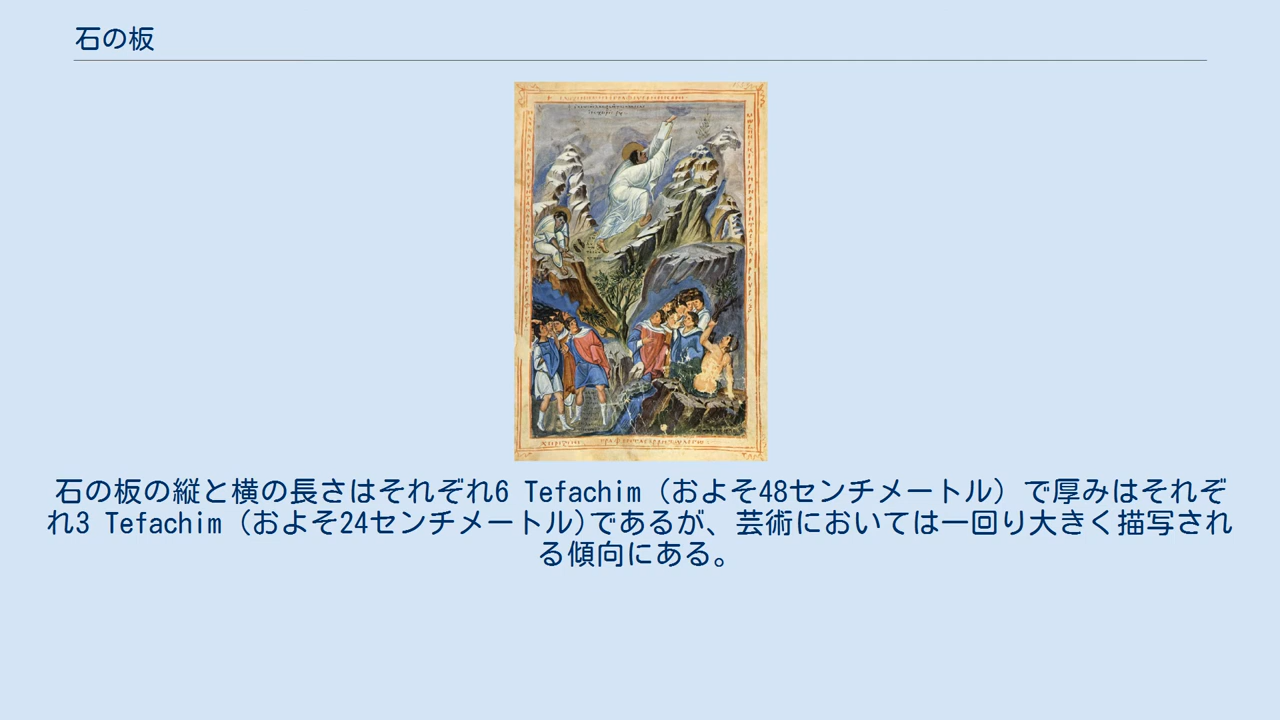 石の板
石の板の縦と横の長さはそれぞれ6 Tefachim (およそ48センチメートル) で厚みはそれぞ
れ3 Tefachim (およそ24センチメートル)であるが、芸術においては一回り大きく描写され
る傾向にある。